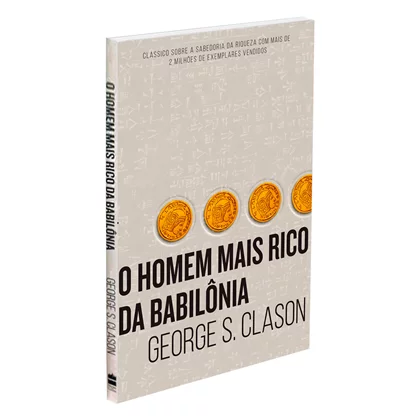 CLÁSSICO SOBRE A SABEDORIA DA RIQUEZA COM MAIS DE
2 MILHÕES DE EXEMPLARES VENDIDOS
O HOMEM MAIS RICO
DA BABILÔNIA
GEORGE S. CLASON
O HOMEM MAIS RICO DA BABILÔNIA
GEORGE S. CLASON